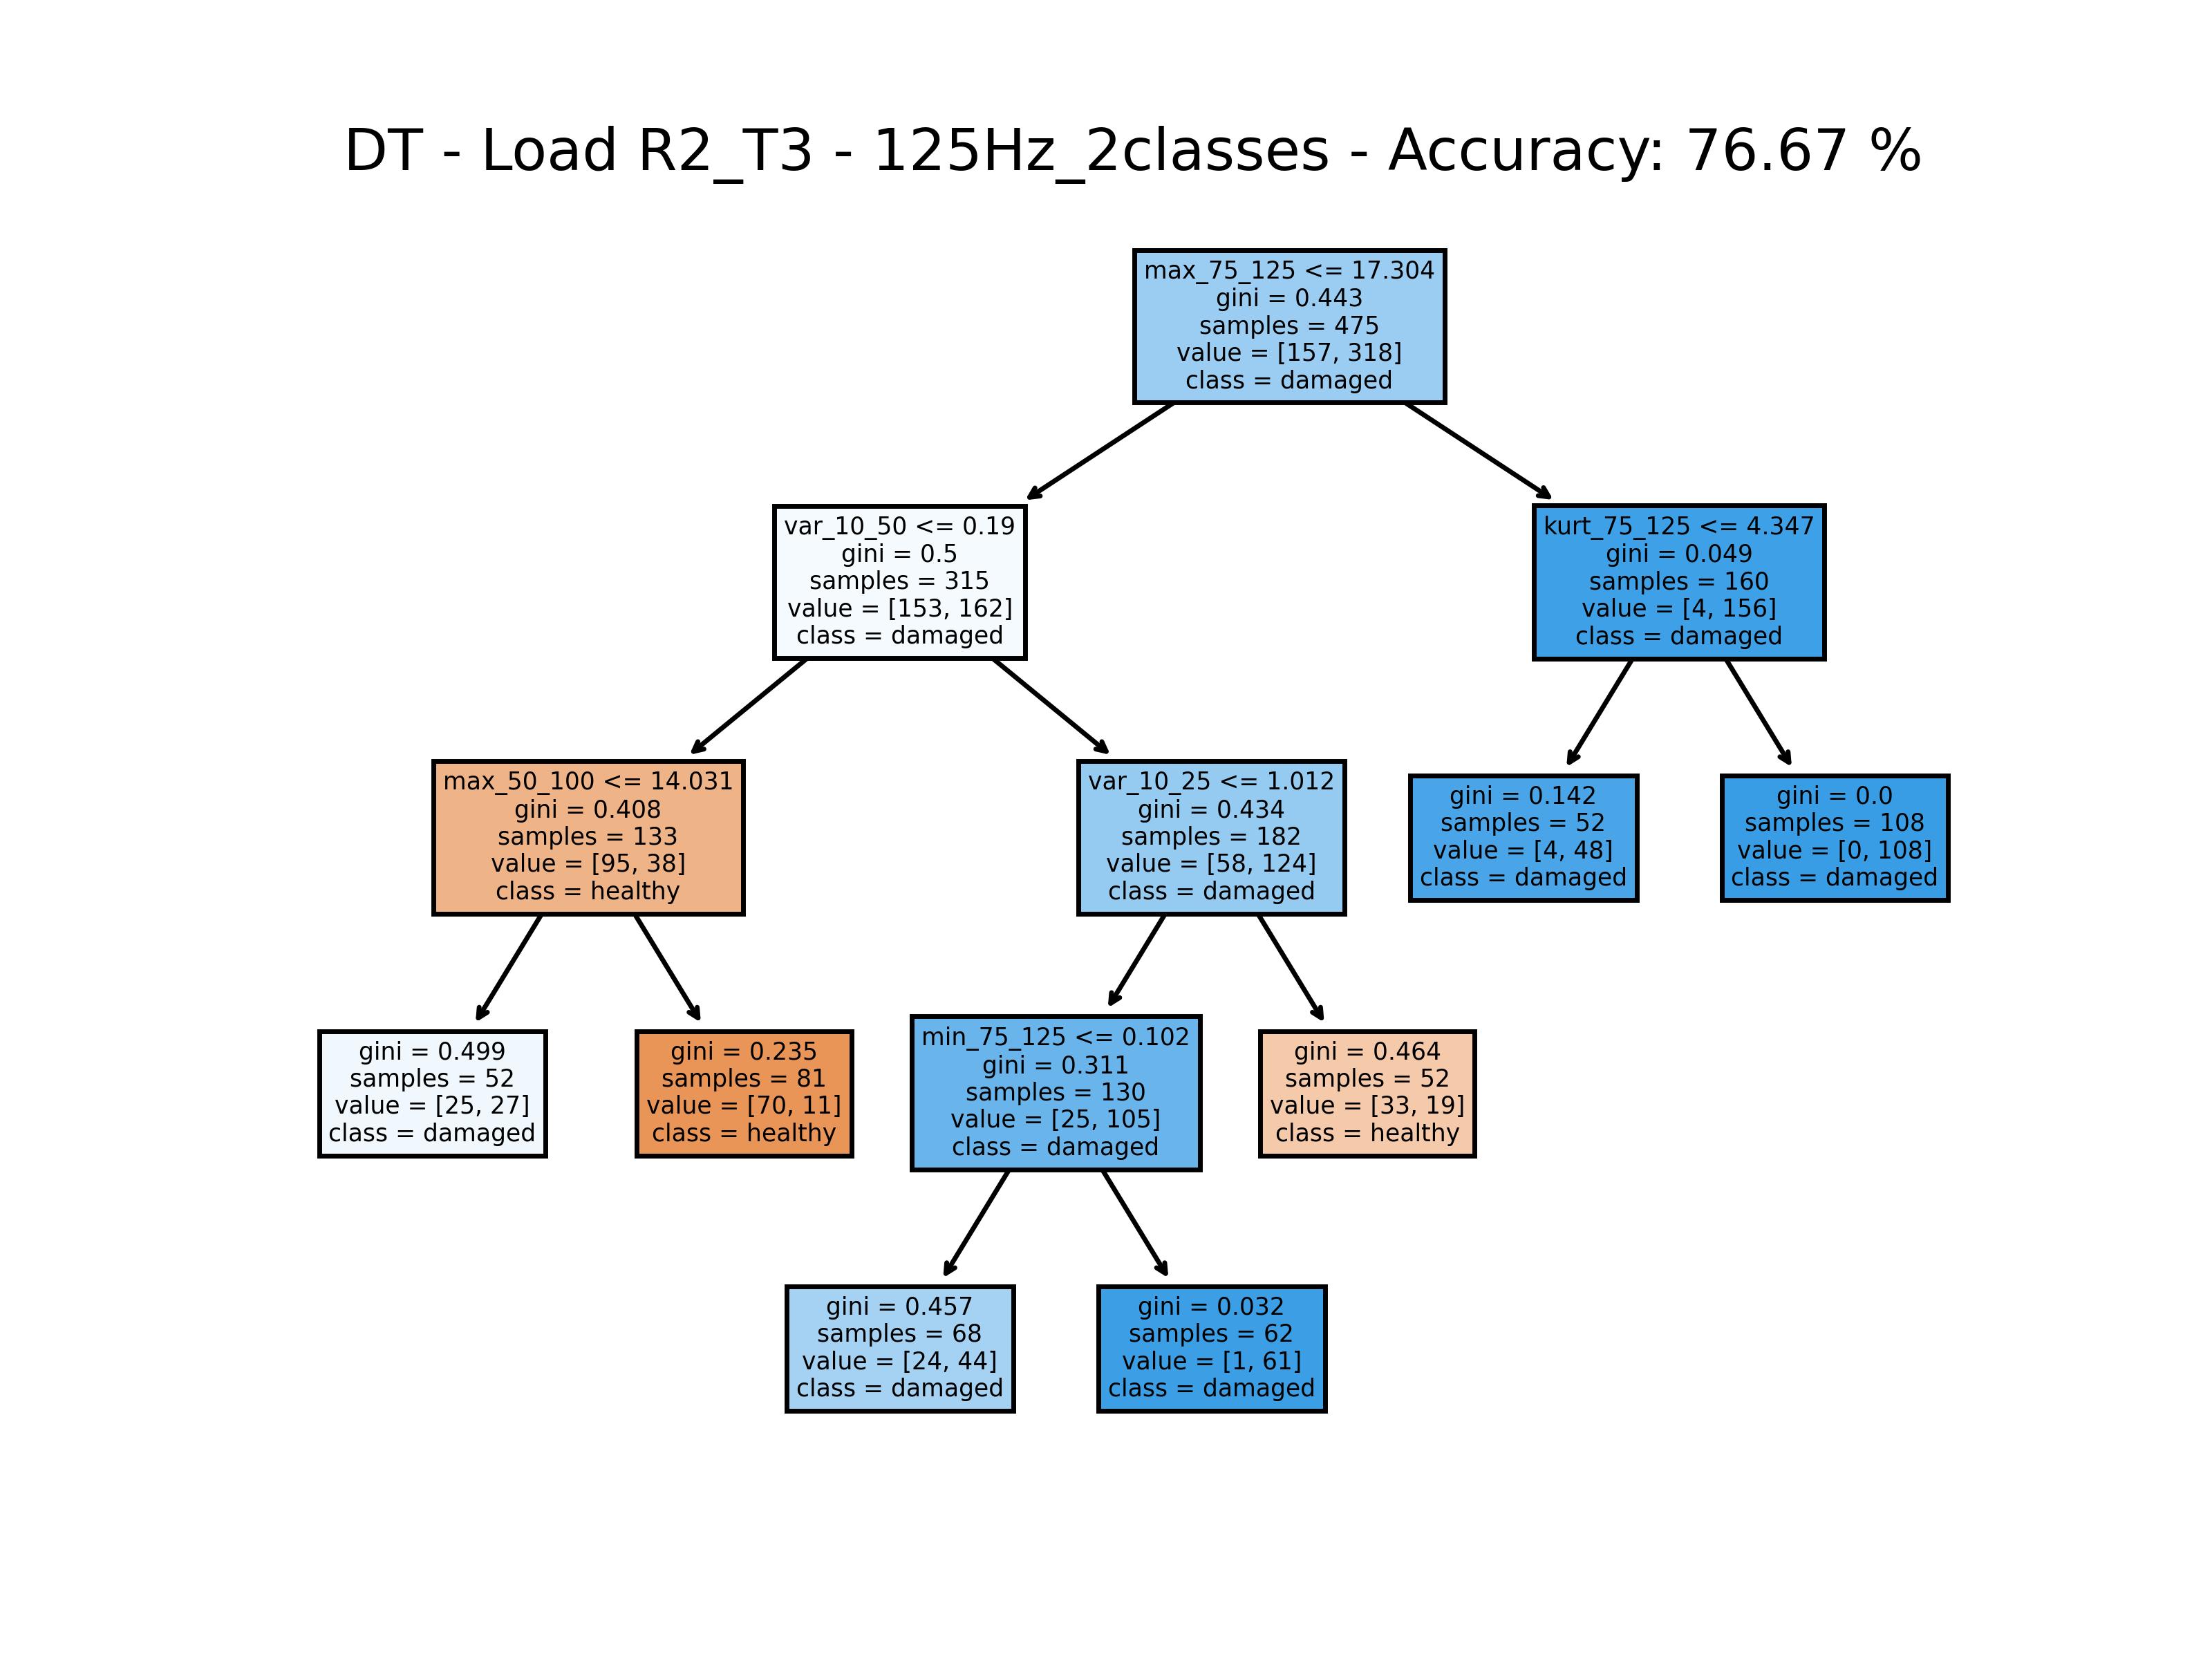 DT - Load R2_T3 - 125Hz_2classes - Accuracy: 76.67 %
max_75_125 <= 17.304
gini = 0.443
samples = 475
value = [157, 318]
class = damaged
var_10_50 <= 0.19
gini = 0.5
samples = 315
value = [153, 162]
class = damaged
kurt_75_125 <= 4.347
gini = 0.049
samples = 160
value = [4, 156]
class = damaged
max_50_100 <= 14.031
gini = 0.408
samples = 133
value = [95, 38]
class = healthy
var_10_25 <= 1.012
gini = 0.434
samples = 182
value = [58, 124]
class = damaged
gini = 0.142
samples = 52
value = [4, 48]
class = damaged
gini = 0.0
samples = 108
value = [0, 108]
class = damaged
gini = 0.499
samples = 52
value = [25, 27]
class = damaged
gini = 0.235
samples = 81
value = [70, 11]
class = healthy
min_75_125 <= 0.102
gini = 0.311
samples = 130
value = [25, 105]
class = damaged
gini = 0.464
samples = 52
value = [33, 19]
class = healthy
gini = 0.457
samples = 68
value = [24, 44]
class = damaged
gini = 0.032
samples = 62
value = [1, 61]
class = damaged